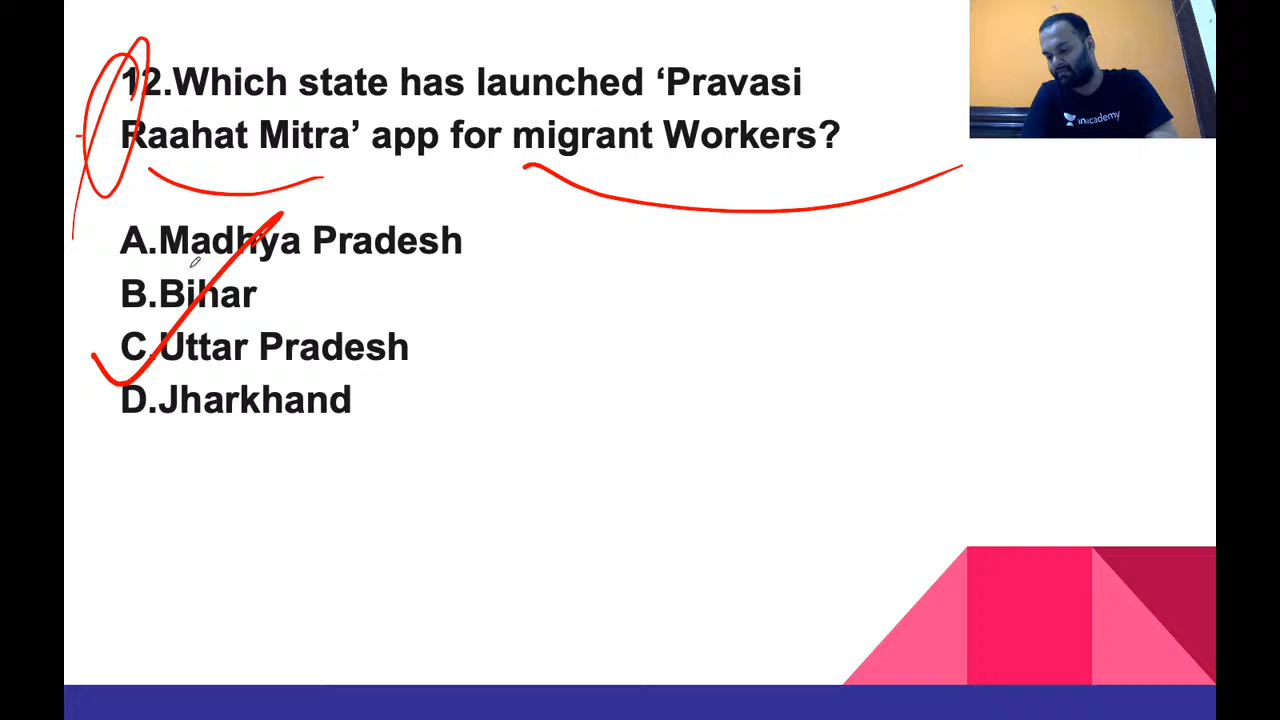 12.Which state has launched ‘Pravasi
Raahat Mitra’ app for migrant Workers?
A.Madhya Pradesh
B.Bihar
C.Uttar Pradesh
D.Jharkhand
unacademy